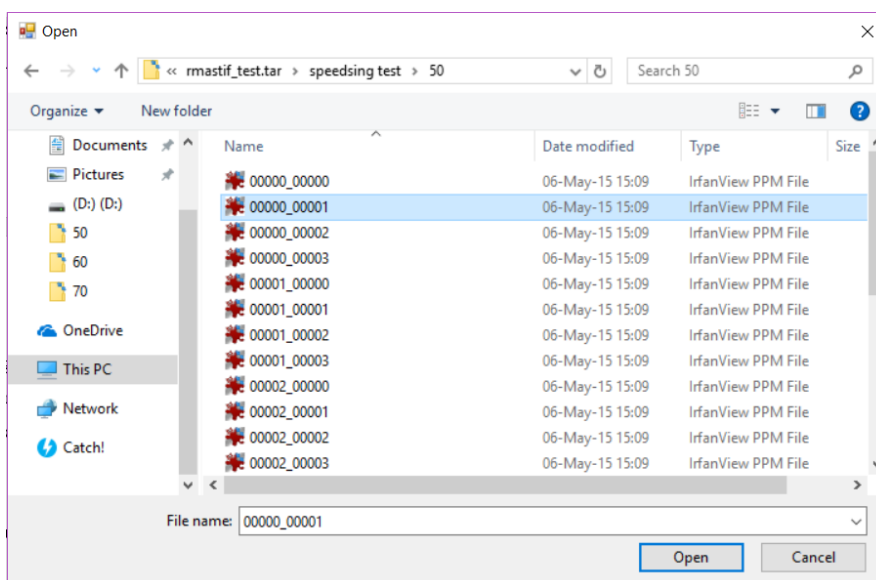 Open
« rmastif_test.tar > speedsing test > 50
Search 50
Organize
New folder
Documents
Pictures
(D:) (D:)
50
60
70
OneDrive
This PC
Network
Catch!
Name Date modified Type Size
00000_00000 06-May-15 15:09 IrfanView PPM File
00000_00001 06-May-15 15:09 IrfanView PPM File
00000_00002 06-May-15 15:09 IrfanView PPM File
00000_00003 06-May-15 15:09 IrfanView PPM File
00001_00000 06-May-15 15:09 IrfanView PPM File
00001_00001 06-May-15 15:09 IrfanView PPM File
00001_00002 06-May-15 15:09 IrfanView PPM File
00001_00003 06-May-15 15:09 IrfanView PPM File
00002_00000 06-May-15 15:09 IrfanView PPM File
00002_00001 06-May-15 15:09 IrfanView PPM File
00002_00002 06-May-15 15:09 IrfanView PPM File
00002_00003 06-May-15 15:09 IrfanView PPM File
File name: 00000_00001
Open Cancel